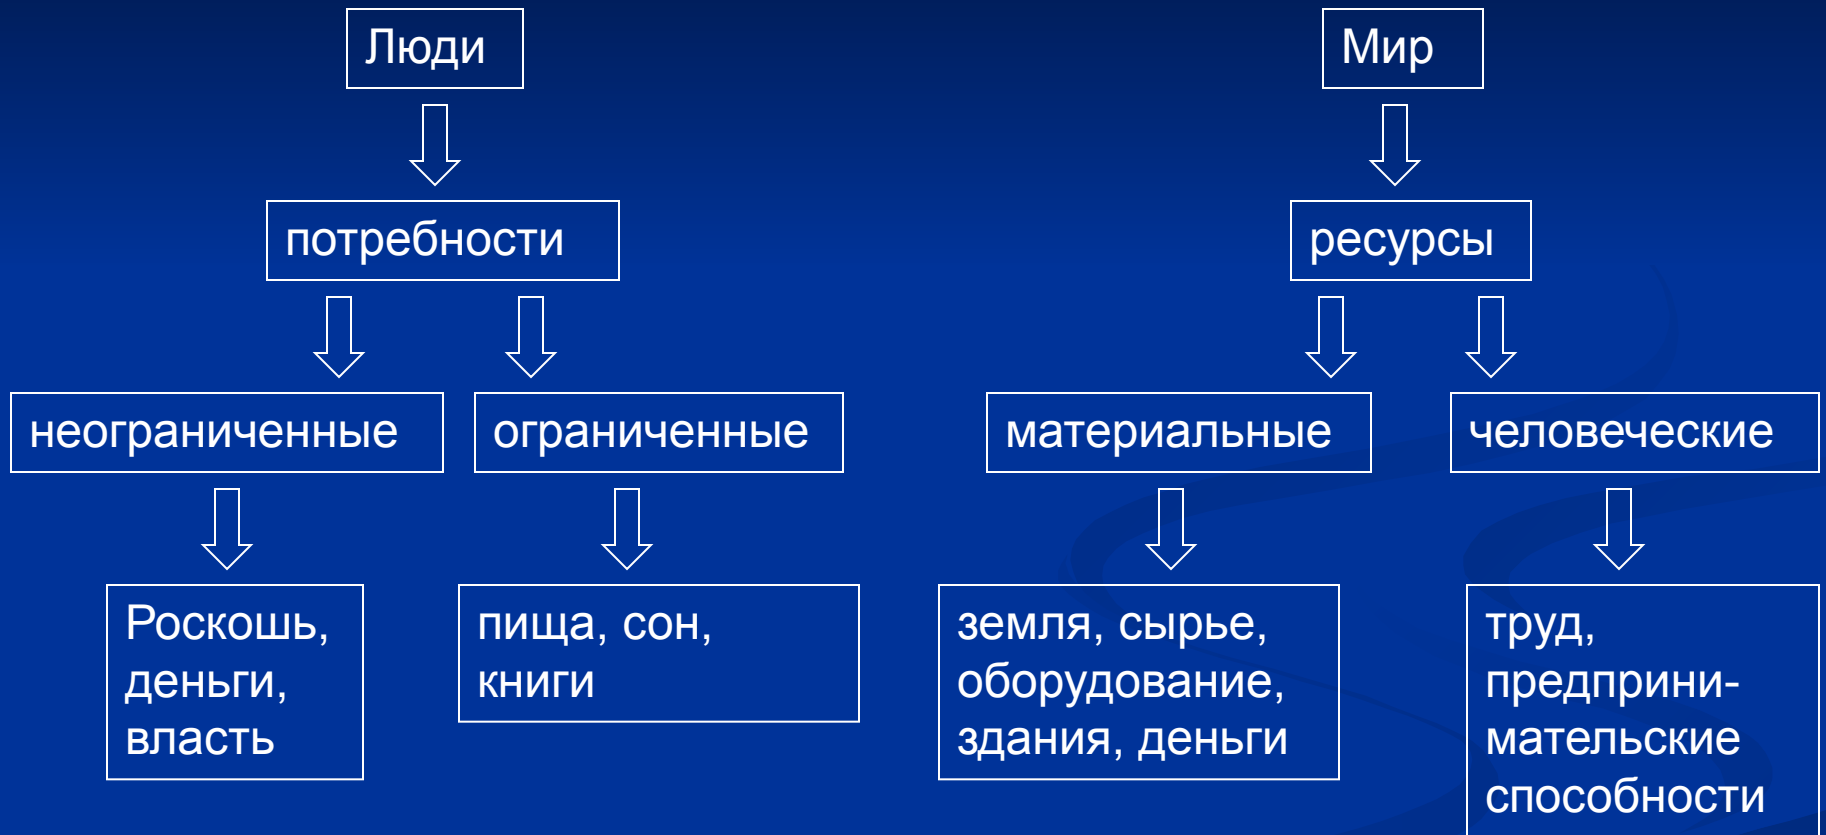 Люди
Мир
потребности
ресурсы
неограниченные
ограниченные
материальные
человеческие
Роскошь,
деньги,
власть
пища, сон,
книги
земля, сырье,
оборудование,
здания, деньги
труд,
предприни-
мательские
способности